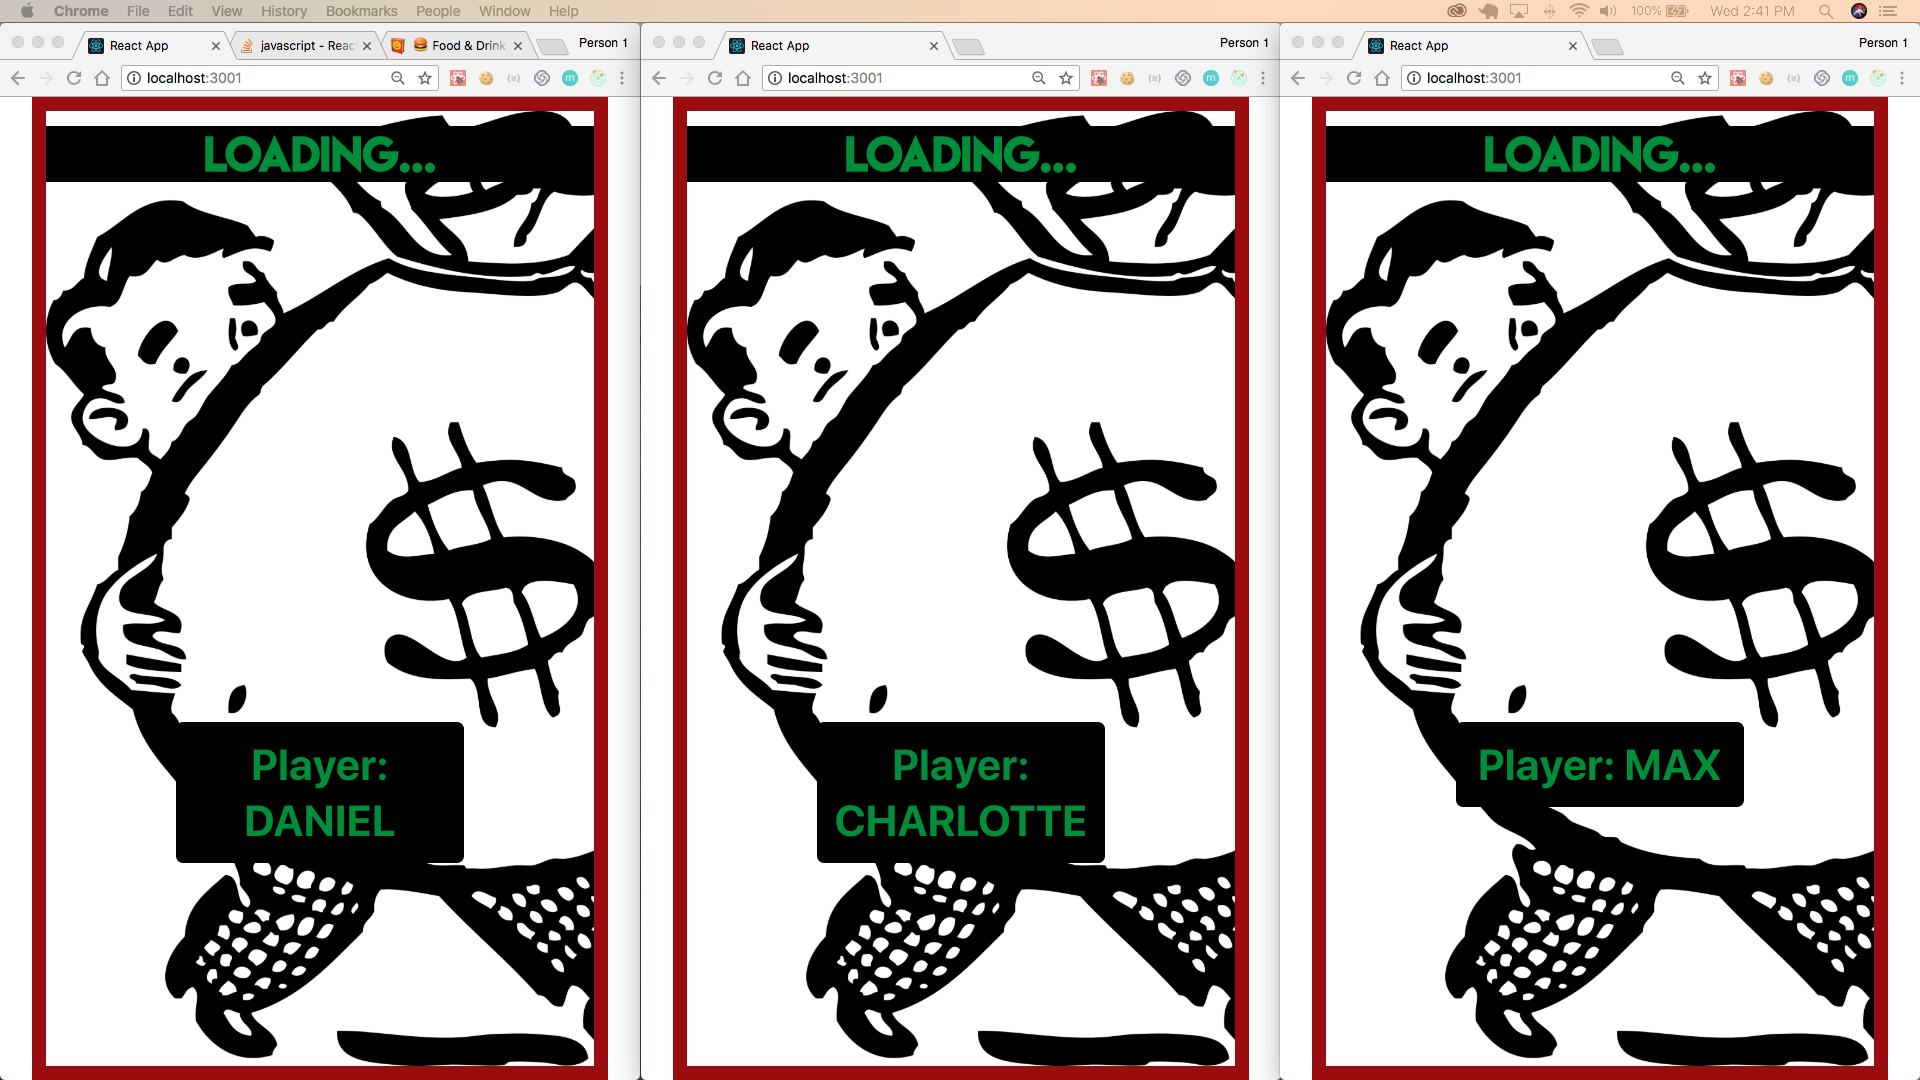 Chrome File Edit View History Bookmarks People Window Help 100% Wed 2:41 PM
React App javascript - Reac Food & Drink Person 1
localhost:3001
LOADING...
Player:
DANIEL
React App Person 1
localhost:3001
LOADING...
Player:
CHARLOTTE
React App Person 1
localhost:3001
LOADING...
Player: MAX